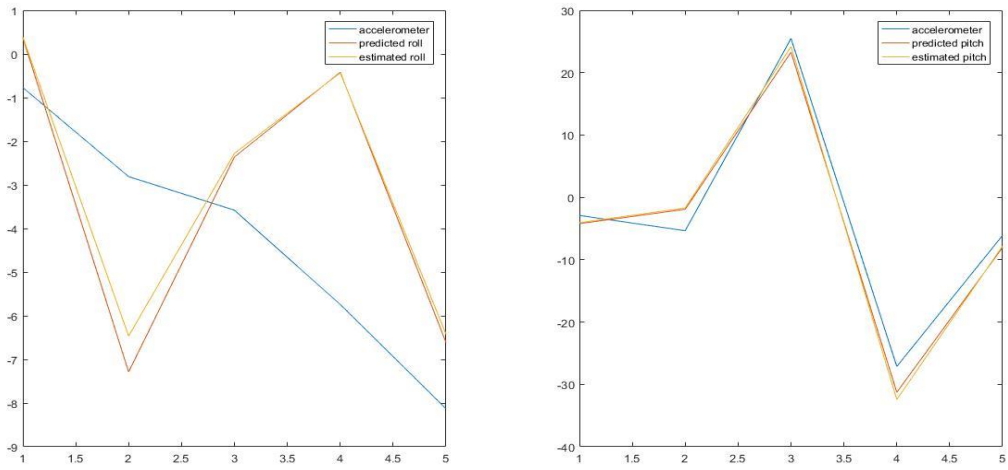 1
0
-1
-2
-3
-4
-5
-6
-7
-8
-9
1 1.5 2 2.5 3 3.5 4 4.5 5
accelerometer
predicted roll
estimated roll
30
20
10
0
-10
-20
-30
-40
1 1.5 2 2.5 3 3.5 4 4.5 5
accelerometer
predicted pitch
estimated pitch